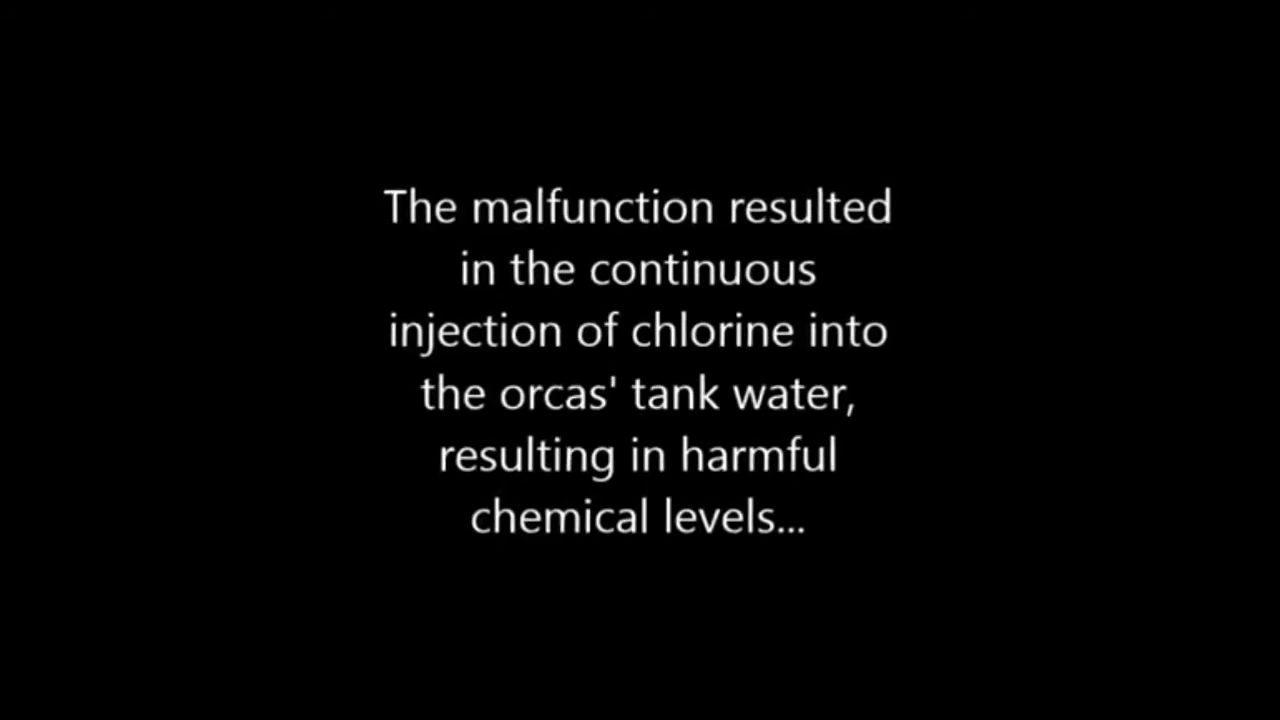 The malfunction resulted
in the continuous
injection of chlorine into
the orcas' tank water,
resulting in harmful
chemical levels...